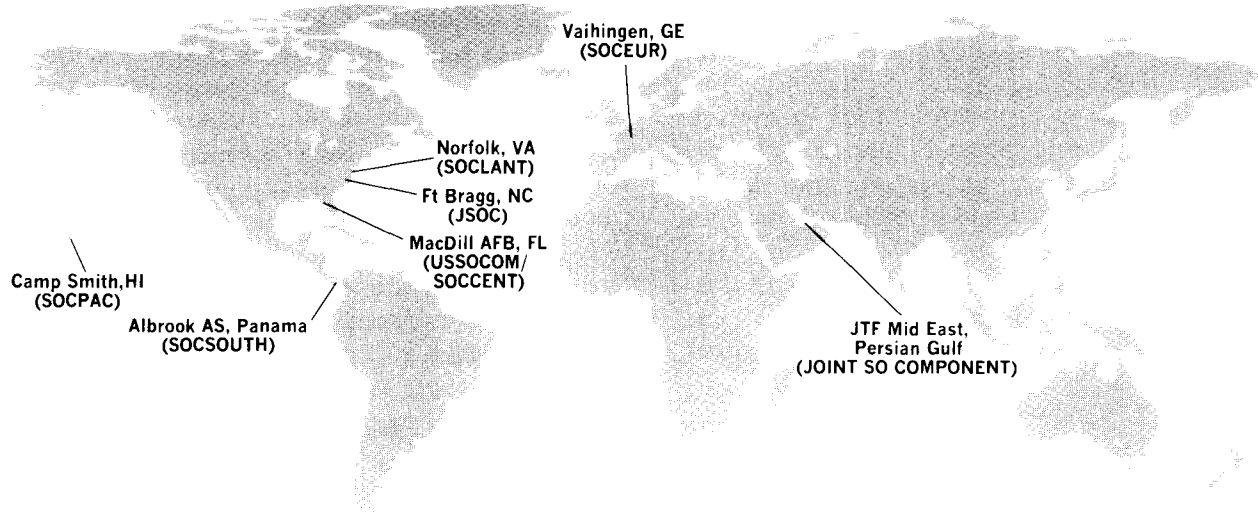 Vaihingen, GE
(SOCEUR)
Norfolk, VA
(SOCLANT)
Ft Bragg, NC
(JSOC)
MacDill AFB, FL
(USSOCOM/
SOCCENT)
Camp Smith,HI
(SOCPAC)
Albrook AS, Panama
(SOCSOUTH)
JTF Mid East,
Persian Gulf
(JOINT SO COMPONENT)